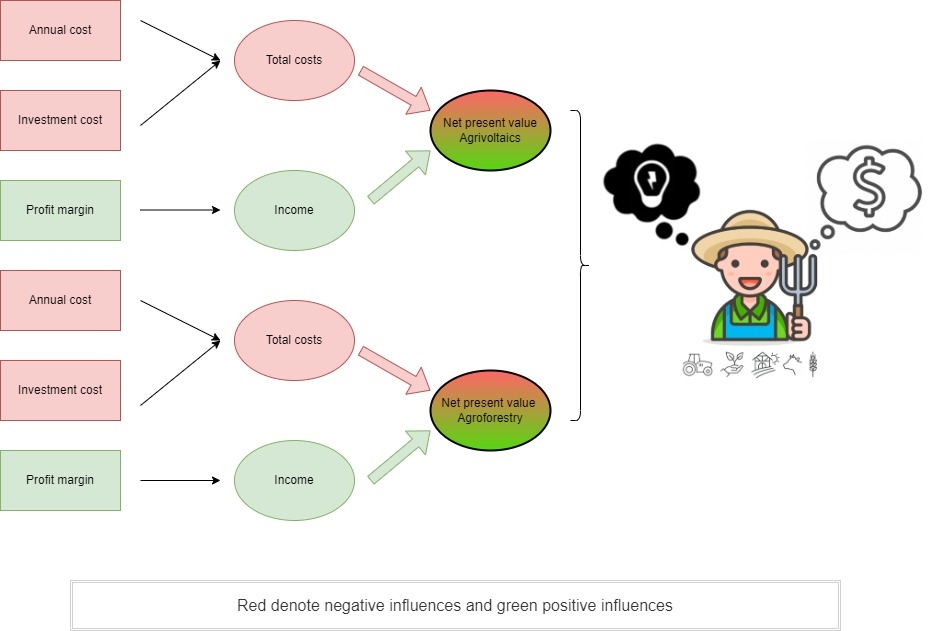 Annual cost
Total costs
Investment cost
Net present value
Agrivoltaics
Profit margin
Income
$
Annual cost
Total costs
Investment cost
Net present value
Agroforestry
Profit margin
Income
Red denote negative influences and green positive influences